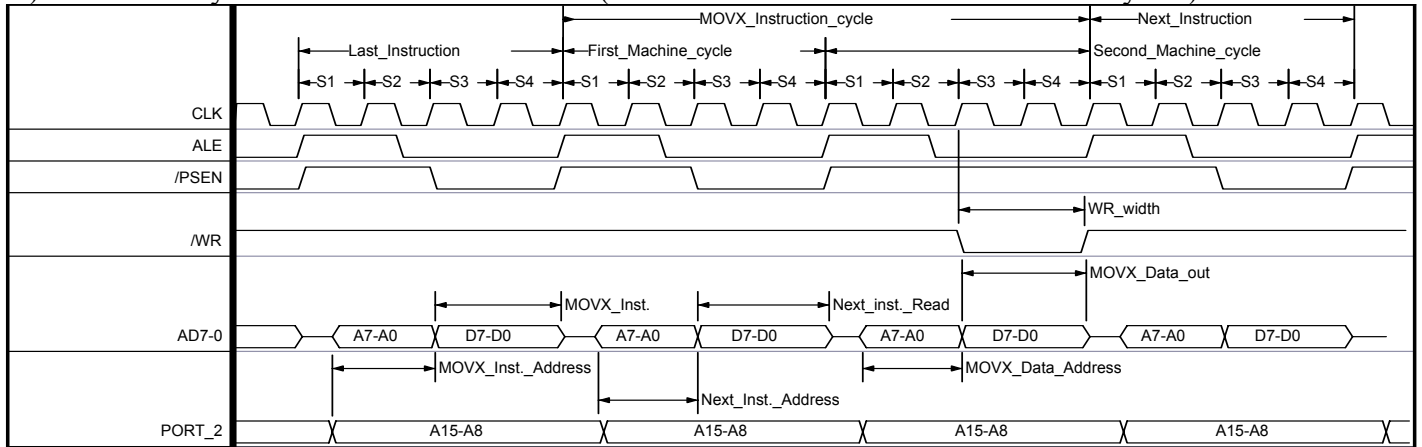 MOVX_Instruction_cycle Next_Instruction
Last_Instruction First_Machine_cycle Second_Machine_cycle
S1 S2 S3 S4 S1 S2 S3 S4 S1 S2 S3 S4 S1 S2 S3 S4
CLK
ALE
/PSEN
WR_width
/WR
MOVX_Data_out
MOVX_Inst. Next_inst._Read
AD7-0 A7-A0 D7-D0 A7-A0 D7-D0 A7-A0 D7-D0 A7-A0 D7-D0
MOVX_Inst._Address MOVX_Data_Address
Next_Inst._Address
PORT_2 A15-A8 A15-A8 A15-A8 A15-A8